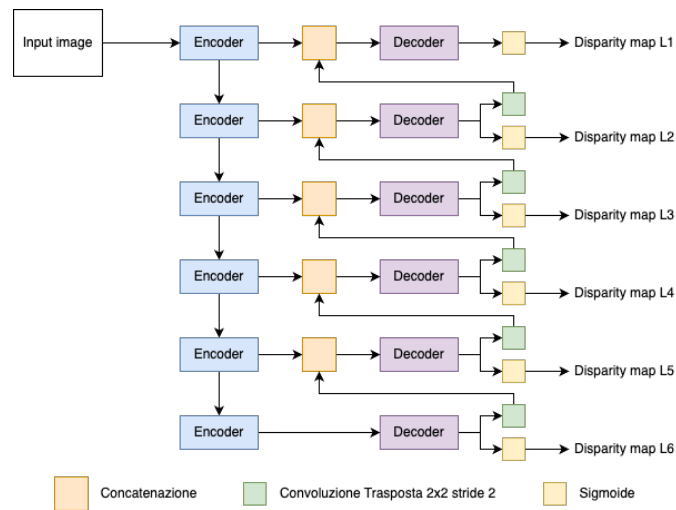 Input image
Encoder
Decoder
Disparity map L1
Encoder
Decoder
Disparity map L2
Encoder
Decoder
Disparity map L3
Encoder
Decoder
Disparity map L4
Encoder
Decoder
Disparity map L5
Encoder
Decoder
Disparity map L6
Concatenazione
Convoluzione Trasposta 2x2 stride 2
Sigmoide